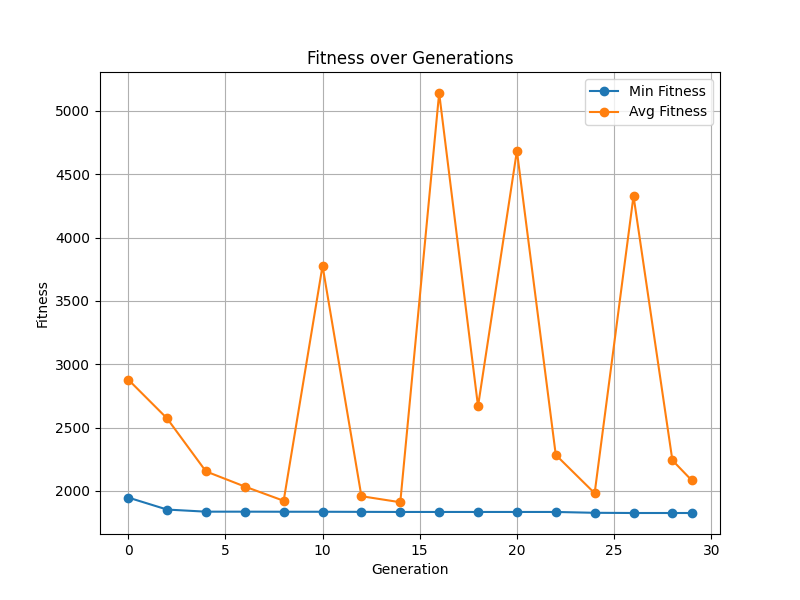 Fitness over Generations
Min Fitness
Avg Fitness
5000
4500
4000
3500
3000
2500
2000
Fitness
0 5 10 15 20 25 30
Generation